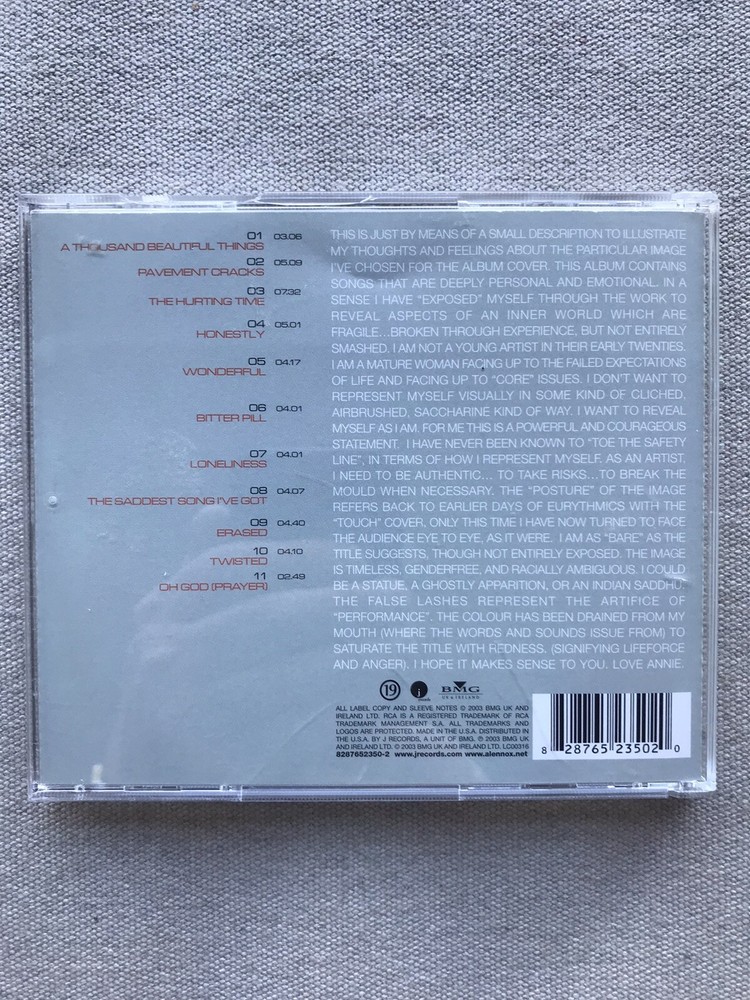 01 03.06
A THOUSAND BEAUTIFUL THINGS
02 05.09
PAVEMENT CRACKS
03 07.32
THE HURTING TIME
04 05.01
HONESTLY
05 04.17
WONDERFUL
06 04.01
BITTER PILL
07 04.01
LONELINESS
08 04.07
THE SADDEST SONG I'VE GOT
09 04.40
ERASED
10 04.10
TWISTED
11 02.49
OH GOD (PRAYER)
THIS IS JUST BY MEANS OF A SMALL DESCRIPTION TO ILLUSTRATE
MY THOUGHTS AND FEELINGS ABOUT THE PARTICULAR IMAGE
I'VE CHOSEN FOR THE ALBUM COVER. THIS ALBUM CONTAINS
SONGS THAT ARE DEEPLY PERSONAL AND EMOTIONAL. IN A
SENSE I HAVE “EXPOSED” MYSELF THROUGH THE WORK TO
REVEAL ASPECTS OF AN INNER WORLD WHICH ARE
FRAGILE...BROKEN THROUGH EXPERIENCE, BUT NOT ENTIRELY
SMASHED. I AM NOT A YOUNG ARTIST IN THEIR EARLY TWENTIES.
I AM A MATURE WOMAN FACING UP TO THE FAILED EXPECTATIONS
OF LIFE AND FACING UP TO “CORE” ISSUES. I DON'T WANT TO
REPRESENT MYSELF VISUALLY IN SOME KIND OF CLICHED,
AIRBRUSHED, SACCHARINE KIND OF WAY. I WANT TO REVEAL
MYSELF AS I AM. FOR ME THIS IS A POWERFUL AND COURAGEOUS
STATEMENT. I HAVE NEVER BEEN KNOWN TO “TOE THE SAFETY
LINE”, IN TERMS OF HOW I REPRESENT MYSELF. AS AN ARTIST,
I NEED TO BE AUTHENTIC... TO TAKE RISKS...TO BREAK THE
MOULD WHEN NECESSARY. THE “POSTURE” OF THE IMAGE
REFERS BACK TO EARLIER DAYS OF EURYTHMICS WITH THE
“TOUCH” COVER, ONLY THIS TIME I HAVE NOW TURNED TO FACE
THE AUDIENCE EYE TO EYE, AS IT WERE. I AM AS “BARE” AS THE
TITLE SUGGESTS, THOUGH NOT ENTIRELY EXPOSED. THE IMAGE
IS TIMELESS, GENDERFREE, AND RACIALLY AMBIGUOUS. I COULD
BE A STATUE, A GHOSTLY APPARITION, OR AN INDIAN SADDHU.
THE FALSE LASHES REPRESENT THE ARTIFICE OF
“PERFORMANCE”. THE COLOUR HAS BEEN DRAINED FROM MY
MOUTH (WHERE THE WORDS AND SOUNDS ISSUE FROM) TO
SATURATE THE TITLE WITH REDNESS. (SIGNIFYING LIFEFORCE
AND ANGER). I HOPE IT MAKES SENSE TO YOU. LOVE ANNIE.
19 BMG
UK & IRELAND
ALL LABEL COPY AND SLEEVE NOTES © 2003 BMG UK AND
IRELAND LTD. RCA IS A REGISTERED TRADEMARK OF RCA
TRADEMARK MANAGEMENT S.A. ALL TRADEMARKS AND
LOGOS ARE PROTECTED. MADE IN THE U.S.A. DISTRIBUTED IN
THE U.S.A. BY J RECORDS, A UNIT OF BMG. ℗ 2003 BMG UK
AND IRELAND LTD. © 2003 BMG UK AND IRELAND LTD. LC00316
8287652350-2 www.jrecords.com www.alennox.net
8 28765 23502 0